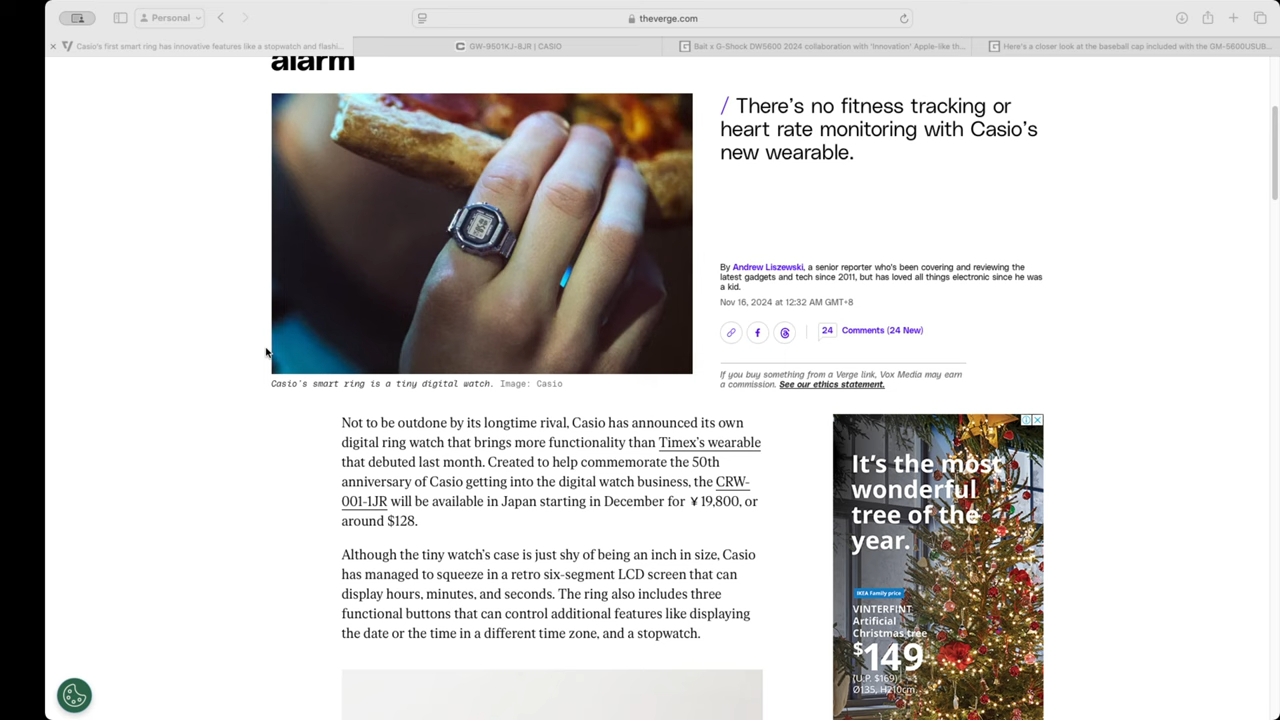 Personal
theverge.com
Casio's first smart ring has innovative features like a stopwatch and flashi...
GW-9501KJ-8JR | CASIO
Bait x G-Shock DW5600 2024 collaboration with 'Innovation' Apple-like th...
Here's a closer look at the baseball cap included with the GM-5600USUB...
alarm
/ There's no fitness tracking or
heart rate monitoring with Casio's
new wearable.
By Andrew Liszewski, a senior reporter who's been covering and reviewing the
latest gadgets and tech since 2011, but has loved all things electronic since he was
a kid.
Nov 16, 2024 at 12:32 AM GMT+8
24 Comments (24 New)
If you buy something from a Verge link, Vox Media may earn
a commission. See our ethics statement.
Casio's smart ring is a tiny digital watch. Image: Casio
Not to be outdone by its longtime rival, Casio has announced its own
digital ring watch that brings more functionality than Timex's wearable
that debuted last month. Created to help commemorate the 50th
anniversary of Casio getting into the digital watch business, the CRW-
001-1JR will be available in Japan starting in December for ¥19,800, or
around $128.
Although the tiny watch's case is just shy of being an inch in size, Casio
has managed to squeeze in a retro six-segment LCD screen that can
display hours, minutes, and seconds. The ring also includes three
functional buttons that can control additional features like displaying
the date or the time in a different time zone, and a stopwatch.
It's the most
wonderful
tree of the
year.
IKEA Family price
VINTERFINT
Artificial
Christmas tree
$149
(U.P. $169)
Ø135, H210cm